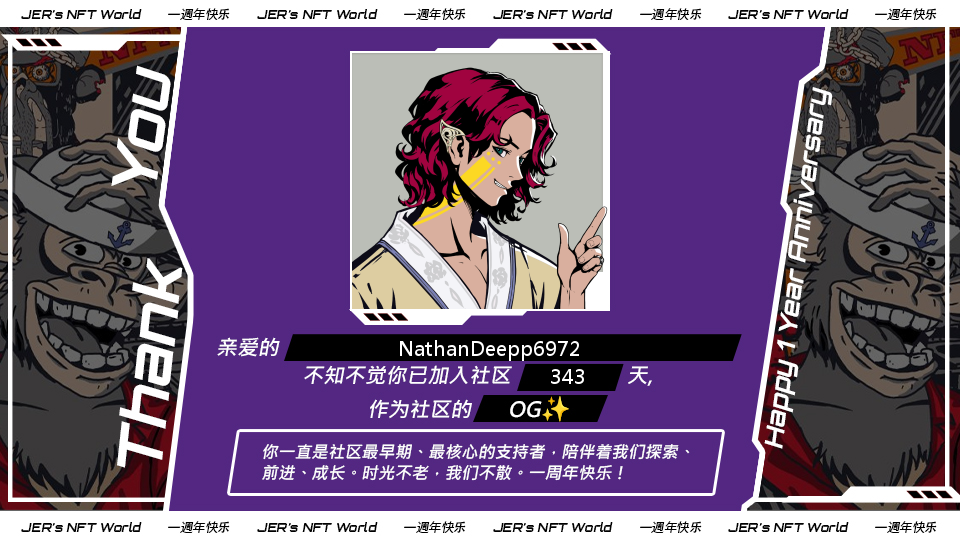 JER's NFT World 一週年快乐 JER's NFT World 一週年快乐 JER's NFT World 一週年快乐 JER's NFT World 一週年快乐
Thank You
Happy 1 Year Anniversary
亲爱的 NathanDeepp6972
不知不觉你已加入社区 343 天,
作为社区的 OG✨
你一直是社区最早期、最核心的支持者，陪伴着我们探索、
前进、成长。时光不老，我们不散。一周年快乐！
JER's NFT World 一週年快乐 JER's NFT World 一週年快乐 JER's NFT World 一週年快乐 JER's NFT World 一週年快乐